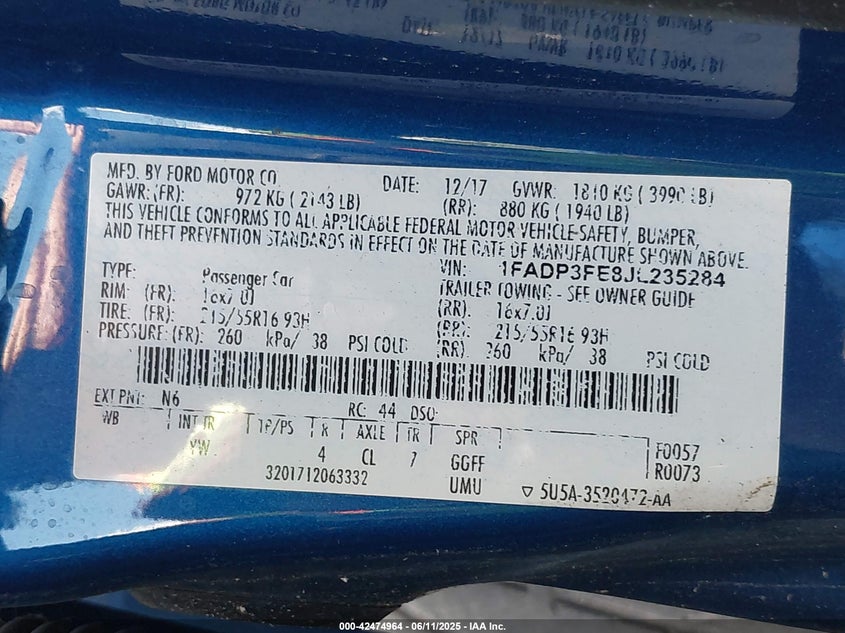 MFD. BY FORD MOTOR CO. DATE: 12/17 GVWR: 1810 KG ( 3990 LB)
GAWR:(FR): 972 KG ( 2143 LB) (RR): 880 KG ( 1940 LB)
THIS VEHICLE CONFORMS TO ALL APPLICABLE FEDERAL MOTOR VEHICLE-SAFETY, BUMPER,
AND THEFT PREVENTION STANDARDS IN EFFECT ON THE DATE OF MANUFACTURE SHOWN ABOVE.
VIN: 1FADP3FE8JL235284
TYPE: Passenger Car TRAILER TOWING - SEE OWNER GUIDE
RIM: (FR): 16x7.0J (RR): 16x7.0J
TIRE: (FR): 215/55R16 93H (RR): 215/55R16 93H
PRESSURE: (FR): 260 kPa/ 38 PSI COLD (RR): 260 kPa/ 38 PSI COLD
EXT PNT: N6 RC: 44 DSO:
WB INT TR TP/PS R AXLE TR SPR F0057
YW 4 CL 7 GGFF R0073
3201712063332 UMU 5U5A-3520472-AA
000-42474964 - 06/11/2025 - IAA Inc.